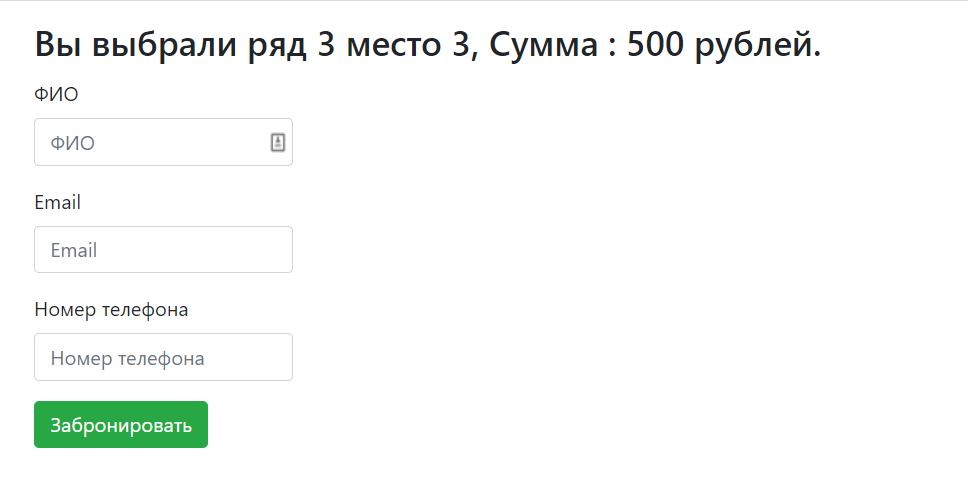 Вы выбрали ряд 3 место 3, Сумма : 500 рублей.
ФИО
ФИО
Email
Email
Номер телефона
Номер телефона
Забронировать